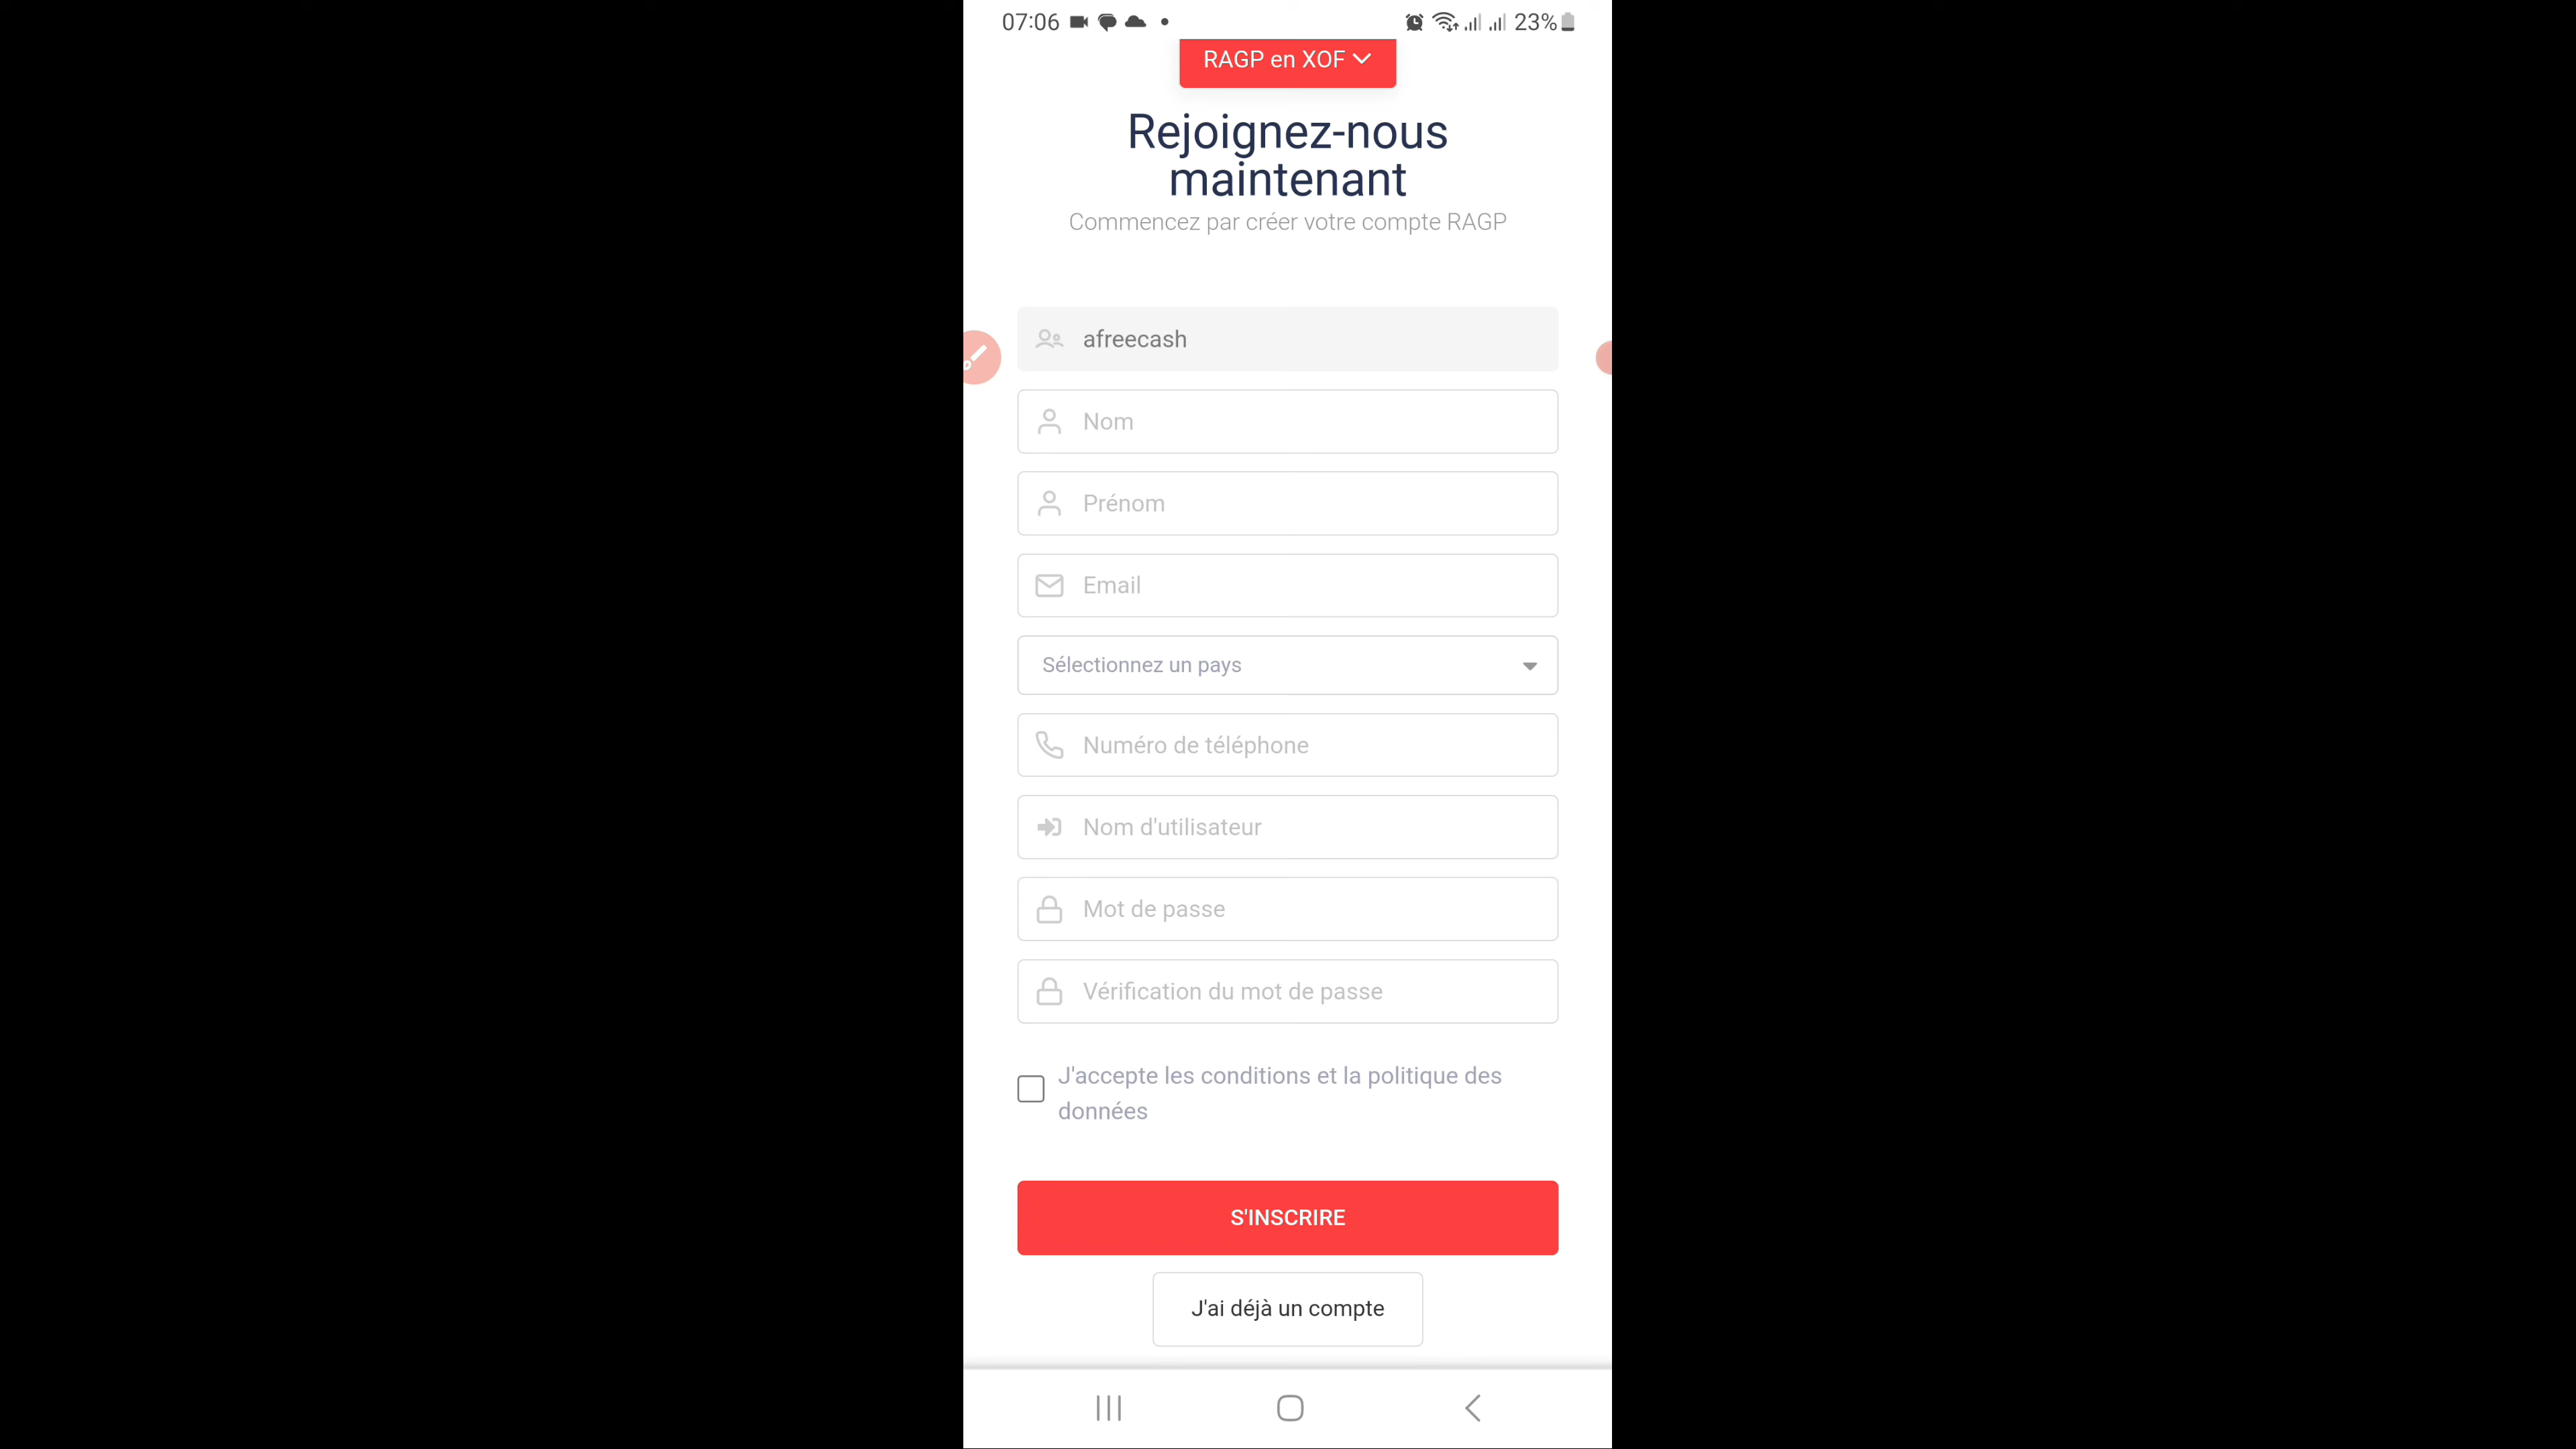 07:06
23%
RAGP en XOF
Rejoignez-nous
maintenant
Commencez par créer votre compte RAGP
afreecash
Nom
Prénom
Email
Sélectionnez un pays
Numéro de téléphone
Nom d'utilisateur
Mot de passe
Vérification du mot de passe
J'accepte les conditions et la politique des
données
S'INSCRIRE
J'ai déjà un compte